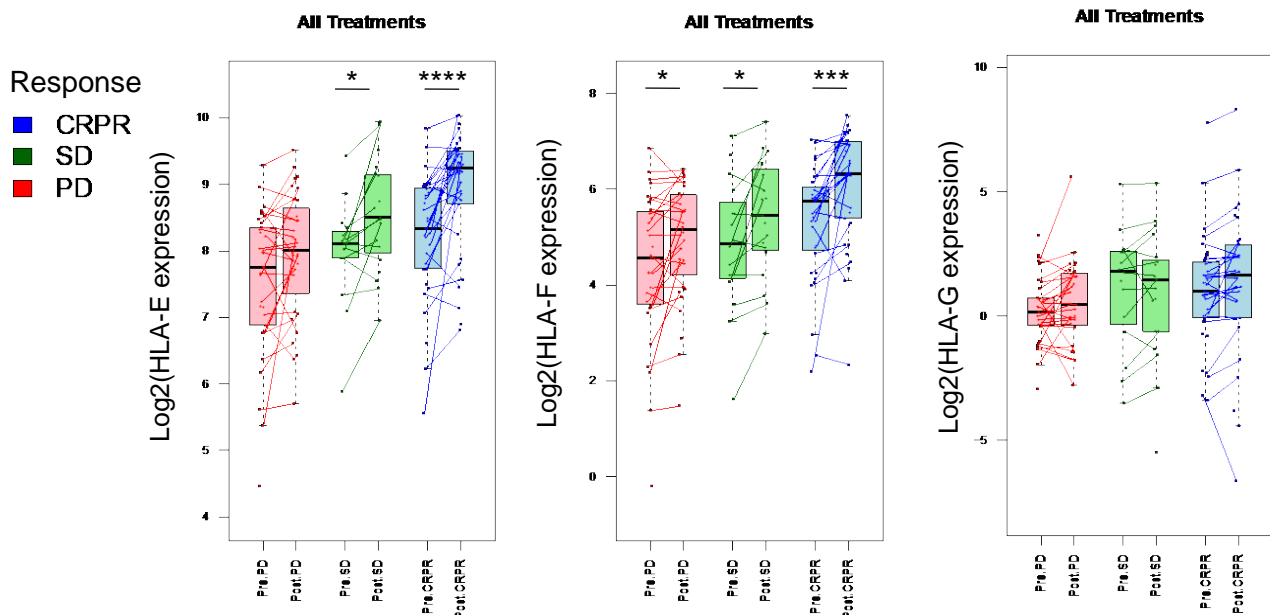 All Treatments
All Treatments
All Treatments
Response
CRPR
SD
PD
Log2(HLA-E expression)
10
9
8
7
6
5
4
*
****
Pre.PD
Post.PD
Pre.SD
Post.SD
Pre.CRPR
Post.CRPR
Log2(HLA-F expression)
8
6
4
2
0
*
*
***
Pre.PD
Post.PD
Pre.SD
Post.SD
Pre.CRPR
Post.CRPR
Log2(HLA-G expression)
10
5
0
-5
Pre.PD
Post.PD
Pre.SD
Post.SD
Pre.CRPR
Post.CRPR